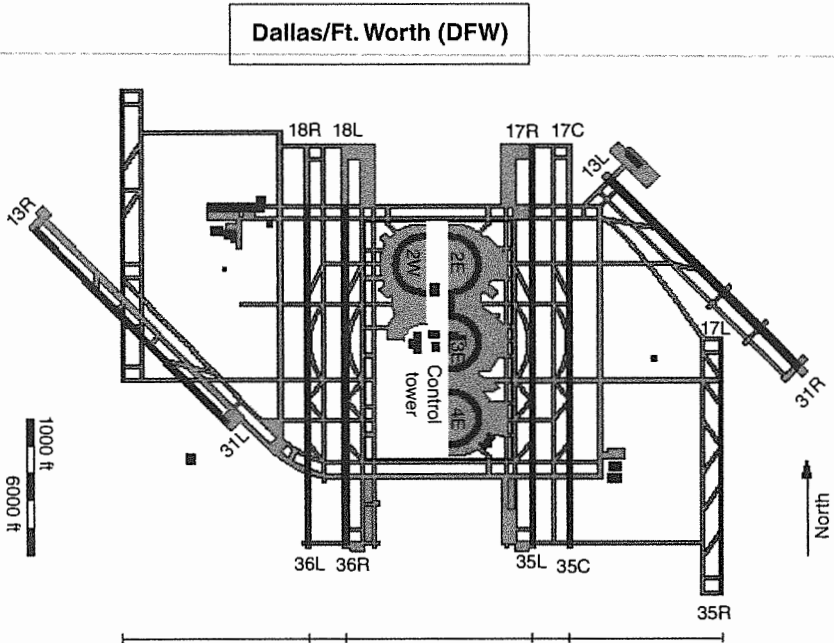 Dallas/Ft. Worth (DFW)
18R 18L
17R 17C
13L
13R
2W
2E
3E
4E
17L
Control
tower
31R
31L
1000 ft
6000 ft
North
36L 36R
35L 35C
35R